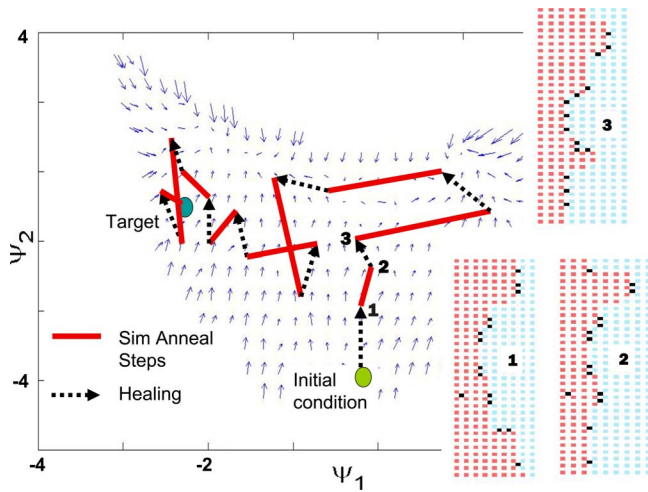 4
3
Target
Ψ2
3
2
1
1
2
Sim Anneal
Steps
Healing
Initial
condition
-4
-4
-2
Ψ1
0
2